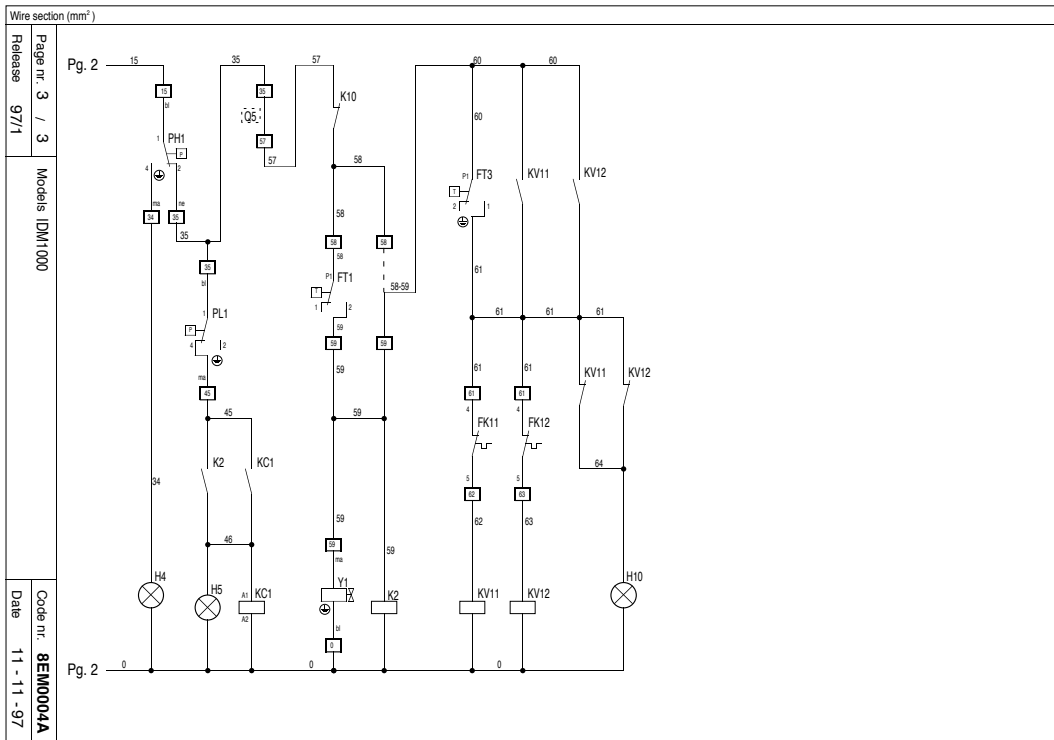 Wire section (mm²)
Page nr. 3 / 3
Release 97/1
Models IDM1000
Code nr. 8EM0004A
Date 11 - 11 - 97
Pg. 2 15 35 57 60 60
15 35 K10
bl Q5 60
1 PH1 57
P 57 58
4 2 P1 FT3 KV11 KV12
T
ma ne 2 1
34 35 58
35 58 58
35 58 61
bl P1 FT1 58-59
T
1 PL1 1 2 61 61 61
P 59
4 2 59 59
ma 59 61 61 KV11 KV12
45 61 61
45 59 4 4
FK11 FK12
K2 KC1 64
34 5 5
62 63
59 62 63
46 59 59
ma
H4 H5 A1 KC1 Y1 K2 KV11 KV12 H10
A2
bl
0
Pg. 2 0 0 0